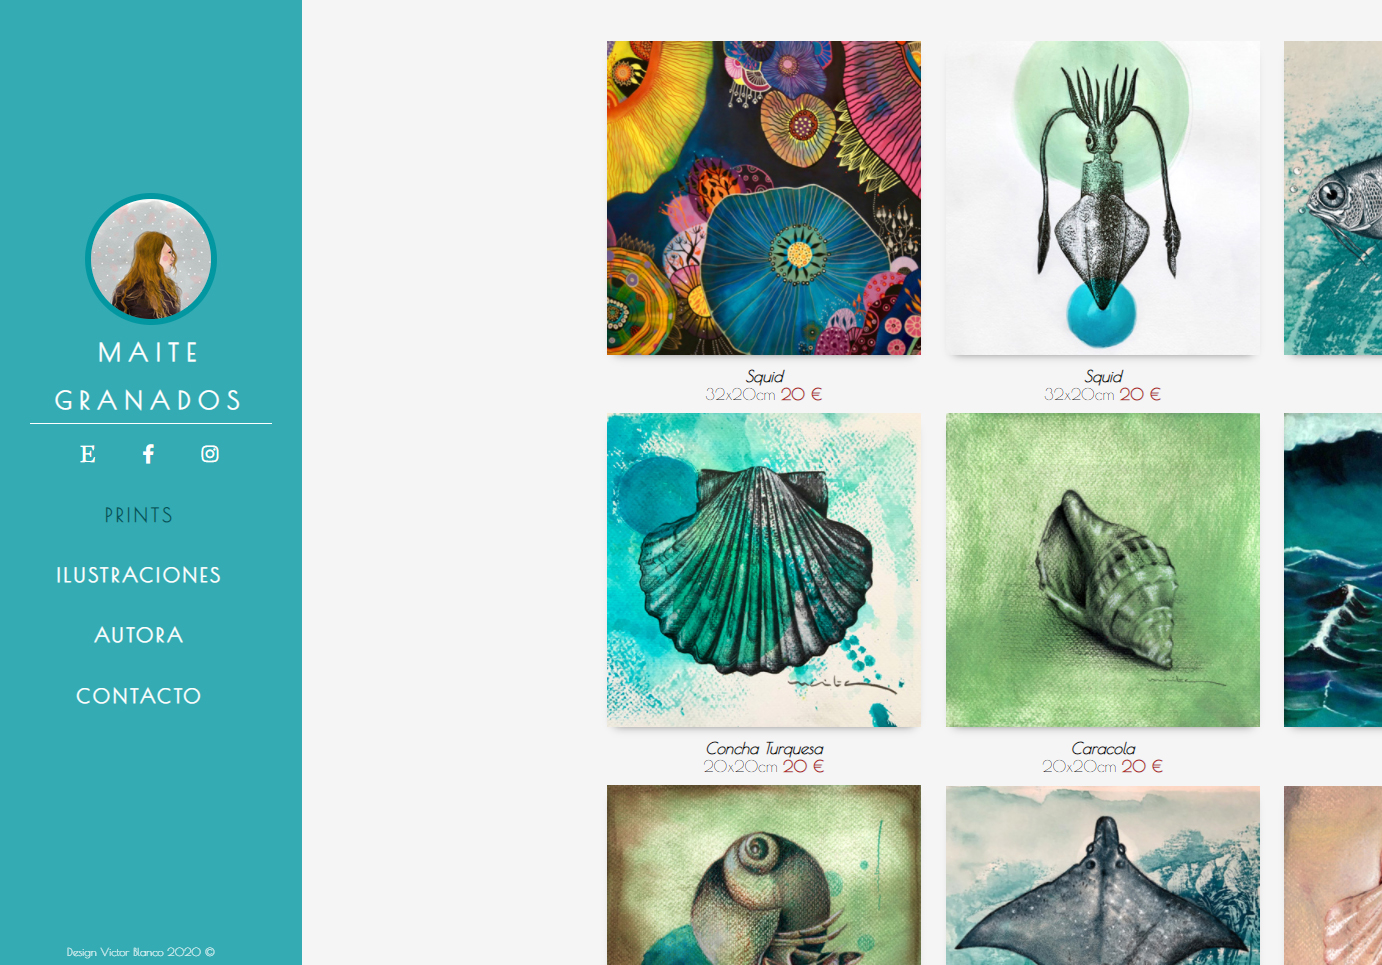 MAITE
GRANADOS
E
PRINTS
ILUSTRACIONES
AUTORA
CONTACTO
Design Victor Blanco 2020 ©
Squid
32x20cm 20 €
Squid
32x20cm 20 €
Concha Turquesa
20x20cm 20 €
Caracola
20x20cm 20 €